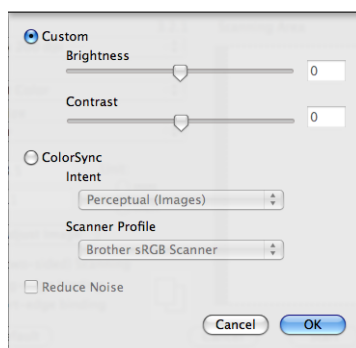 Custom
Brightness
0
Contrast
0
ColorSync
Intent
Perceptual (Images)
Scanner Profile
Brother sRGB Scanner
Reduce Noise
Cancel OK